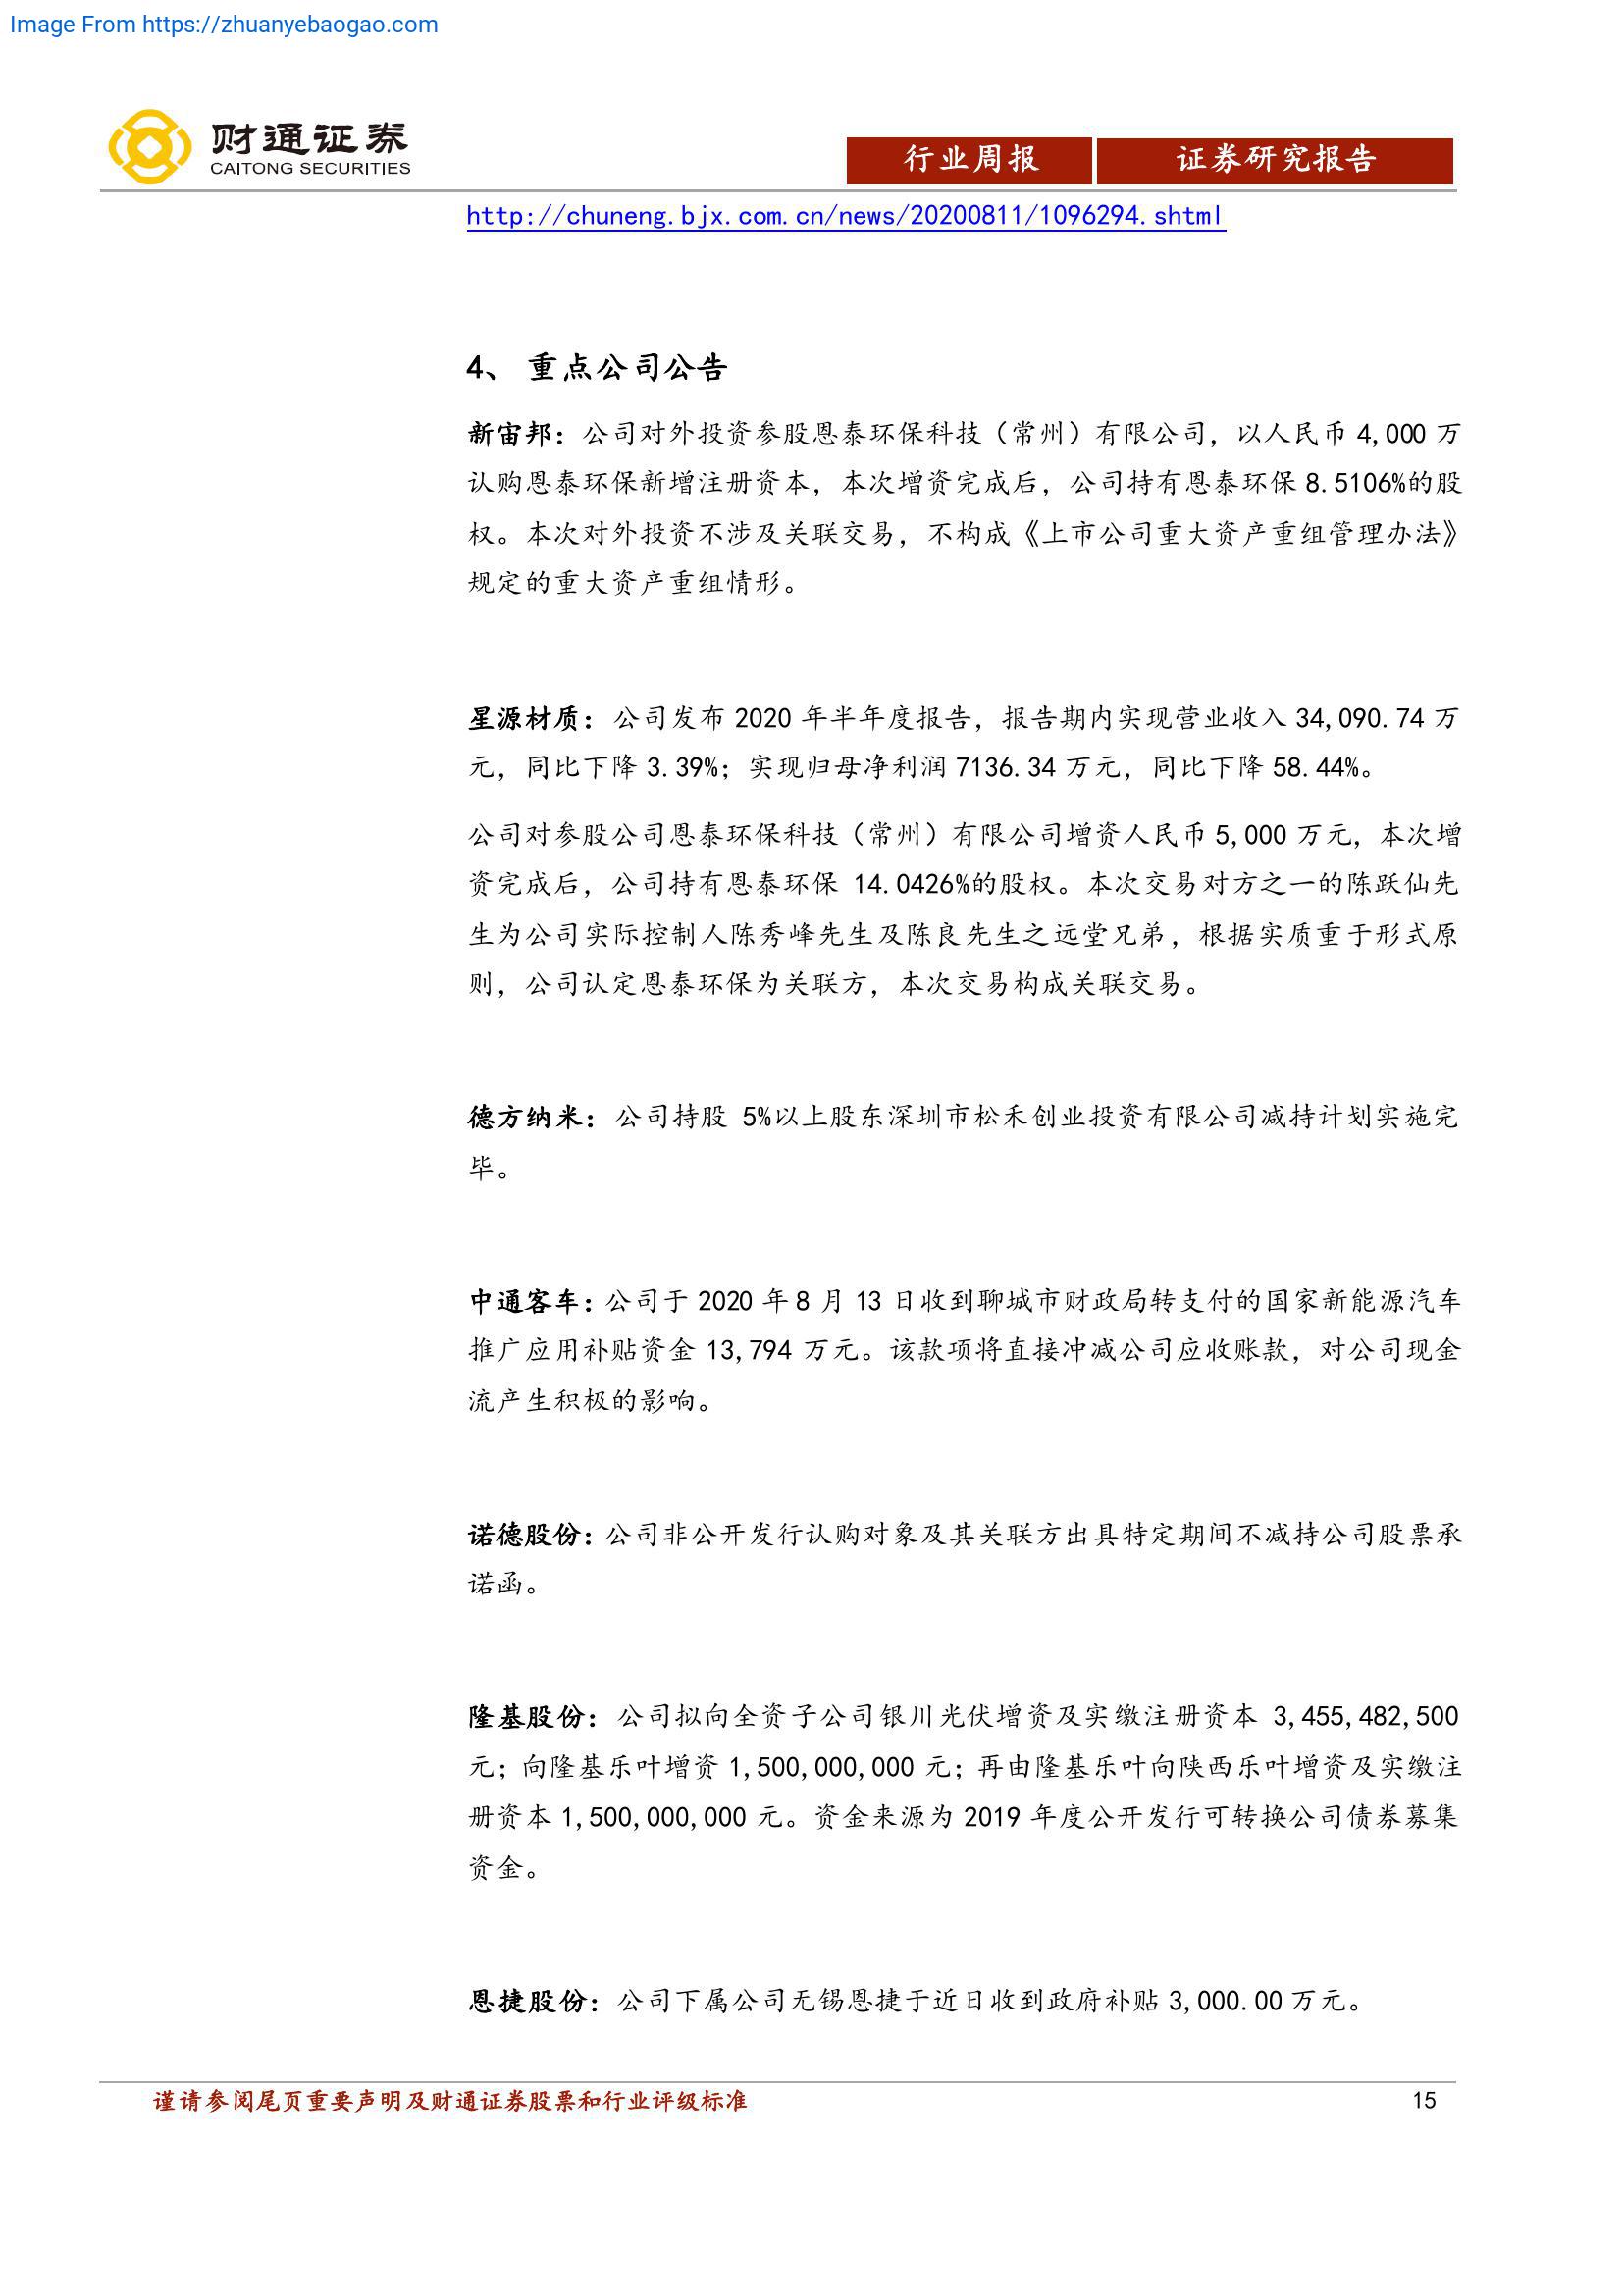 Image From https://zhuanyebaogao.com
财通证券
CAITONG SECURITIES
行业周报
证券研究报告
http://chuneng.bjx.com.cn/news/20200811/1096294.shtml
4、 重点公司公告
新宙邦：公司对外投资参股恩泰环保科技（常州）有限公司，以人民币 4,000 万
认购恩泰环保新增注册资本，本次增资完成后，公司持有恩泰环保 8.5106%的股
权。本次对外投资不涉及关联交易，不构成《上市公司重大资产重组管理办法》
规定的重大资产重组情形。
星源材质：公司发布 2020 年半年度报告，报告期内实现营业收入 34,090.74 万
元，同比下降 3.39%；实现归母净利润 7136.34 万元，同比下降 58.44%。
公司对参股公司恩泰环保科技（常州）有限公司增资人民币 5,000 万元，本次增
资完成后，公司持有恩泰环保 14.0426%的股权。本次交易对方之一的陈跃仙先
生为公司实际控制人陈秀峰先生及陈良先生之远堂兄弟，根据实质重于形式原
则，公司认定恩泰环保为关联方，本次交易构成关联交易。
德方纳米：公司持股 5%以上股东深圳市松禾创业投资有限公司减持计划实施完
毕。
中通客车：公司于 2020 年 8 月 13 日收到聊城市财政局转支付的国家新能源汽车
推广应用补贴资金 13,794 万元。该款项将直接冲减公司应收账款，对公司现金
流产生积极的影响。
诺德股份：公司非公开发行认购对象及其关联方出具特定期间不减持公司股票承
诺函。
隆基股份：公司拟向全资子公司银川光伏增资及实缴注册资本 3,455,482,500
元；向隆基乐叶增资 1,500,000,000 元；再由隆基乐叶向陕西乐叶增资及实缴注
册资本 1,500,000,000 元。资金来源为 2019 年度公开发行可转换公司债券募集
资金。
恩捷股份：公司下属公司无锡恩捷于近日收到政府补贴 3,000.00 万元。
谨请参阅尾页重要声明及财通证券股票和行业评级标准
15